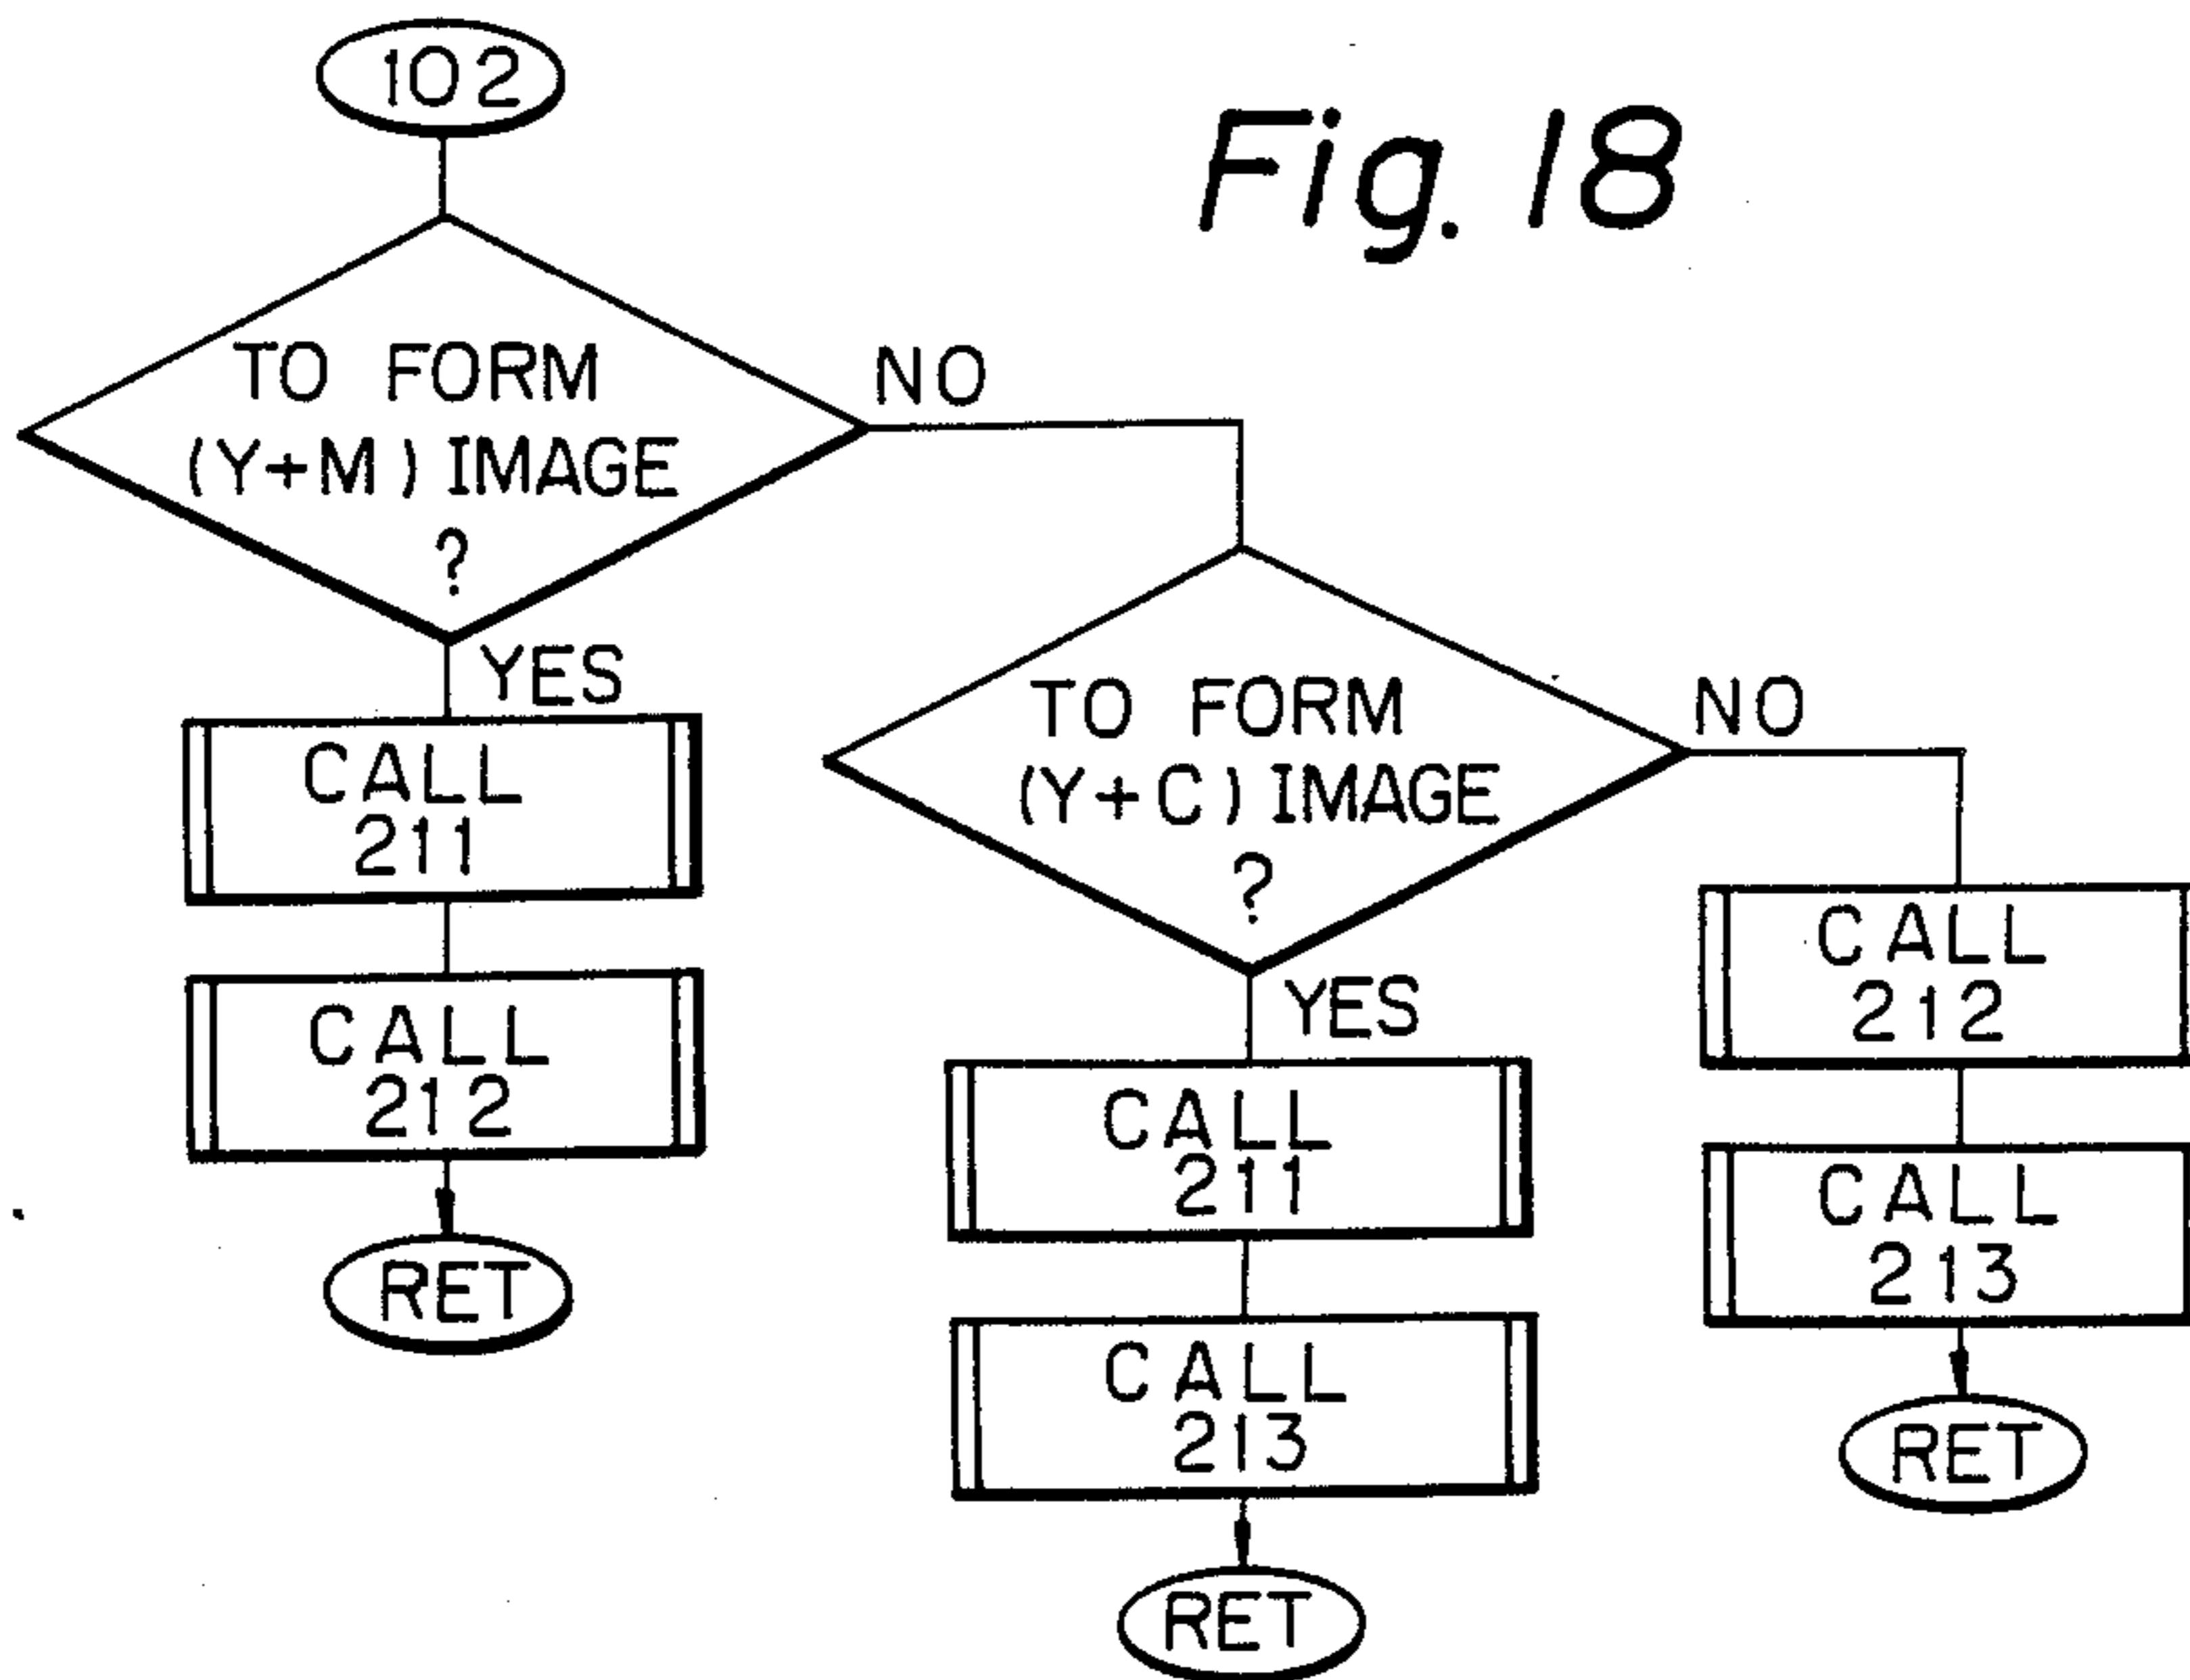 102
Fig. 18
TO FORM
(Y+M) IMAGE
?
NO
YES
CALL
211
CALL
212
RET
TO FORM
(Y+C) IMAGE
?
NO
YES
CALL
211
CALL
213
RET
CALL
212
CALL
213
RET